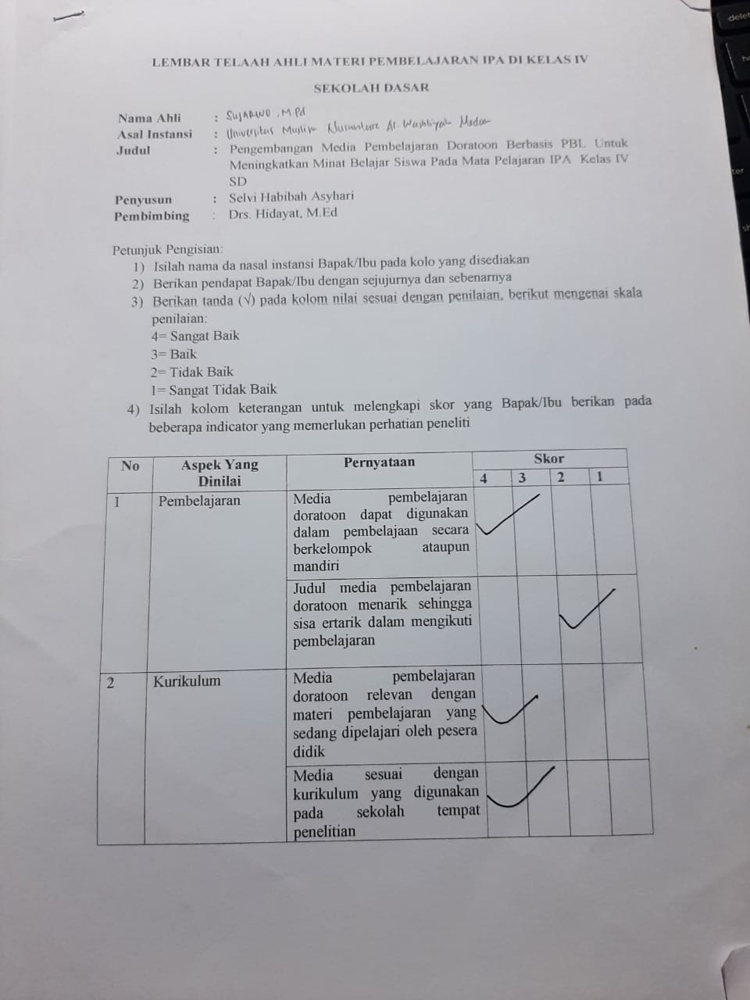 LEMBAR TELAAH AHLI MATERI PEMBELAJARAN IPA DI KELAS IV
SEKOLAH DASAR
Nama Ahli : SUJARWO, M.Pd
Asal Instansi : Universitas Muslim Nusantara Al-Washliyah Medan
Judul : Pengembangan Media Pembelajaran Doratoon Berbasis PBL Untuk
Meningkatkan Minat Belajar Siswa Pada Mata Pelajaran IPA Kelas IV
SD
Penyusun : Selvi Habibah Asyhari
Pembimbing : Drs. Hidayat, M.Ed
Petunjuk Pengisian:
1) Isilah nama da nasal instansi Bapak/Ibu pada kolo yang disediakan
2) Berikan pendapat Bapak/Ibu dengan sejujurnya dan sebenarnya
3) Berikan tanda (√) pada kolom nilai sesuai dengan penilaian, berikut mengenai skala
penilaian:
4= Sangat Baik
3= Baik
2= Tidak Baik
1= Sangat Tidak Baik
4) Isilah kolom keterangan untuk melengkapi skor yang Bapak/Ibu berikan pada
beberapa indicator yang memerlukan perhatian peneliti
No Aspek Yang Pernyataan Skor
Dinilai 4 3 2 1
1 Pembelajaran Media pembelajaran
doratoon dapat digunakan
dalam pembelajaan secara
berkelompok ataupun
mandiri
Judul media pembelajaran
doratoon menarik sehingga
sisa ertarik dalam mengikuti
pembelajaran
2 Kurikulum Media pembelajaran
doratoon relevan dengan
materi pembelajaran yang
sedang dipelajari oleh pesera
didik
Media sesuai dengan
kurikulum yang digunakan
pada sekolah tempat
penelitian